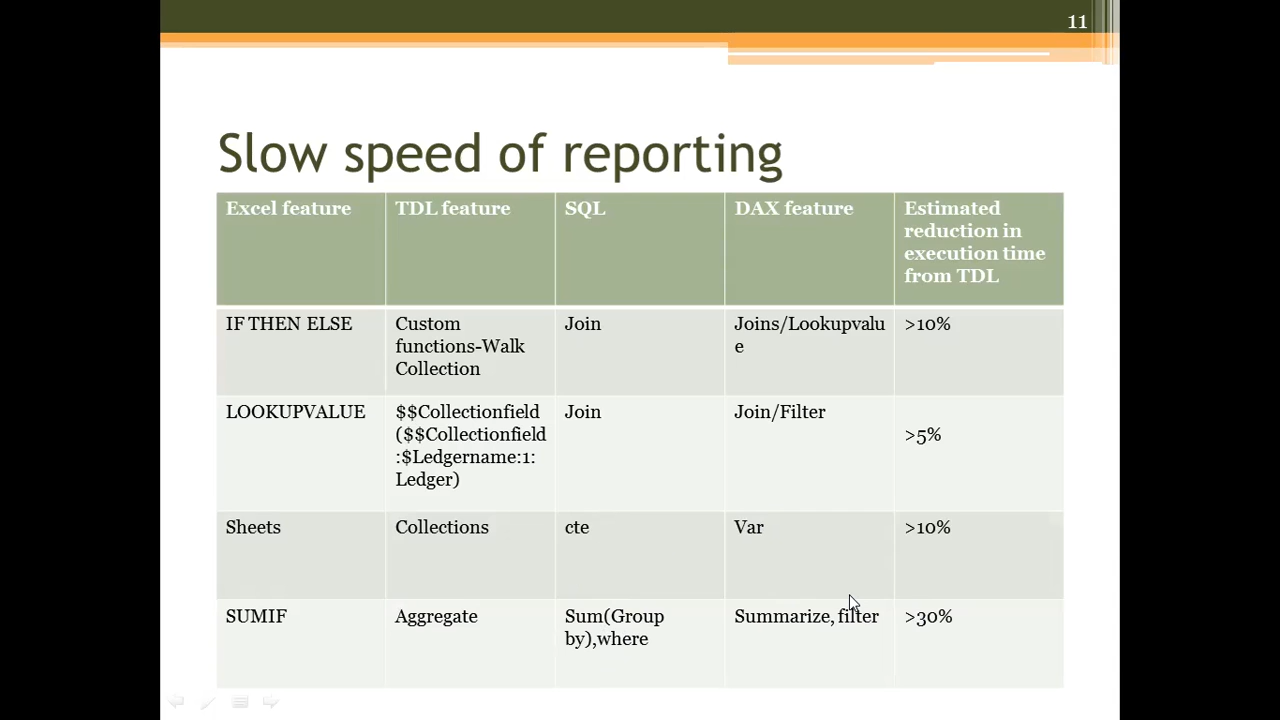 11
Slow speed of reporting
Excel feature
TDL feature
SQL
DAX feature
Estimated
reduction in
execution time
from TDL
IF THEN ELSE
Custom
functions-Walk
Collection
Join
Joins/Lookupvalu
e
>10%
LOOKUPVALUE
$$Collectionfield
($$Collectionfield
:$Ledgername:1:
Ledger)
Join
Join/Filter
>5%
Sheets
Collections
cte
Var
>10%
SUMIF
Aggregate
Sum(Group
by),where
Summarize, filter
>30%